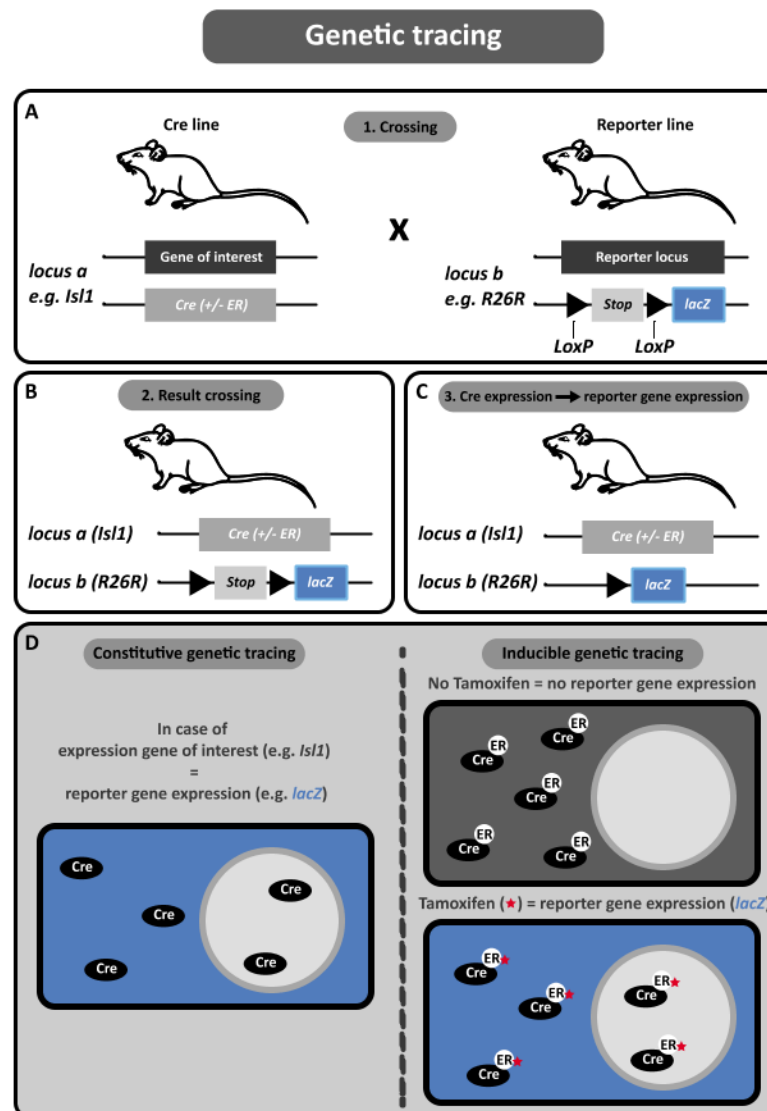 Genetic tracing
A
Cre line
1. Crossing
Reporter line
X
locus a
e.g. Isl1
Gene of interest
Cre (+/- ER)
locus b
e.g. R26R
Reporter locus
Stop
lacZ
LoxP
LoxP
B
2. Result crossing
locus a (Isl1)
Cre (+/- ER)
locus b (R26R)
Stop
lacZ
C
3. Cre expression → reporter gene expression
locus a (Isl1)
Cre (+/- ER)
locus b (R26R)
lacZ
D
Constitutive genetic tracing
In case of
expression gene of interest (e.g. Isl1)
=
reporter gene expression (e.g. lacZ)
Cre
Cre
Cre
Cre
Cre
Inducible genetic tracing
No Tamoxifen = no reporter gene expression
ER
Cre
ER
Cre
ER
Cre
ER
Cre
ER
Cre
Tamoxifen (★) = reporter gene expression (lacZ)
ER★
Cre
ER★
Cre
ER★
Cre
ER★
Cre
ER★
Cre